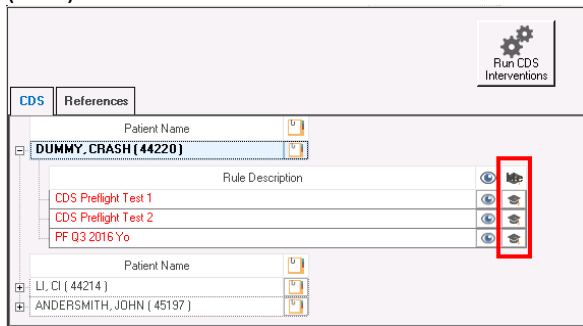 Run CDS
Interventions
CDS References
Patient Name
DUMMY, CRASH ( 44220 )
Rule Description
CDS Preflight Test 1
CDS Preflight Test 2
PF Q3 2016 Yo
Patient Name
LI, CI ( 44214 )
ANDERSMITH, JOHN ( 45197 )